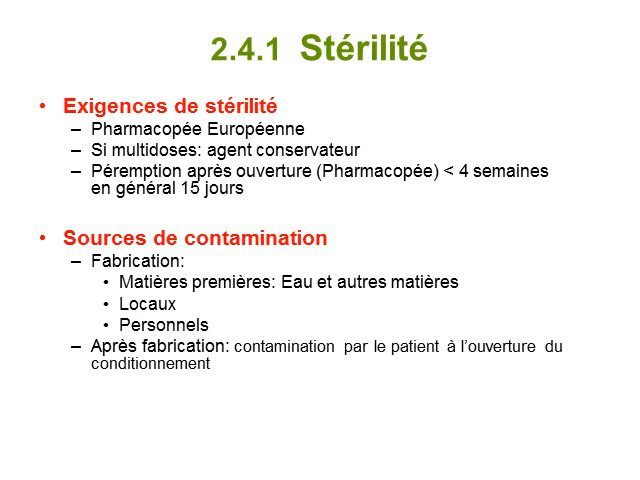 2.4.1 Stérilité
• Exigences de stérilité
– Pharmacopée Européenne
– Si multidoses: agent conservateur
– Péremption après ouverture (Pharmacopée) < 4 semaines
en général 15 jours
• Sources de contamination
– Fabrication:
• Matières premières: Eau et autres matières
• Locaux
• Personnels
– Après fabrication: contamination par le patient à l’ouverture du
conditionnement